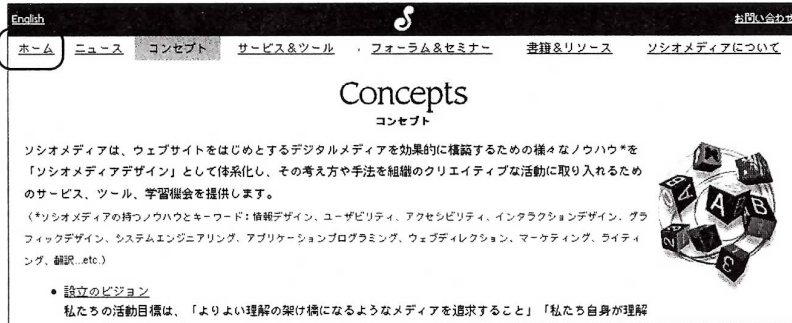 English
お問い合わせ
ホーム ニュース コンセプト サービス&ツール フォーラム&セミナー 書籍&リソース ソシオメディアについて
Concepts
コンセプト
ソシオメディアは、ウェブサイトをはじめとするデジタルメディアを効果的に構築するための様々なノウハウ*を
「ソシオメディアデザイン」として体系化し、その考え方や手法を組織のクリエイティブな活動に取り入れるため
のサービス、ツール、学習機会を提供します。
(*ソシオメディアの持つノウハウとキーワード:情報デザイン、ユーザビリティ、アクセシビリティ、インタラクションデザイン、グラ
フィックデザイン、システムエンジニアリング、アプリケーションプログラミング、ウェブディレクション、マーケティング、ライティ
ング、翻訳...etc.)
• 設立のビジョン
私たちの活動目標は、「よりよい理解の架け橋になるようなメディアを追求すること」「私たち自身が理解
A
B
A
B